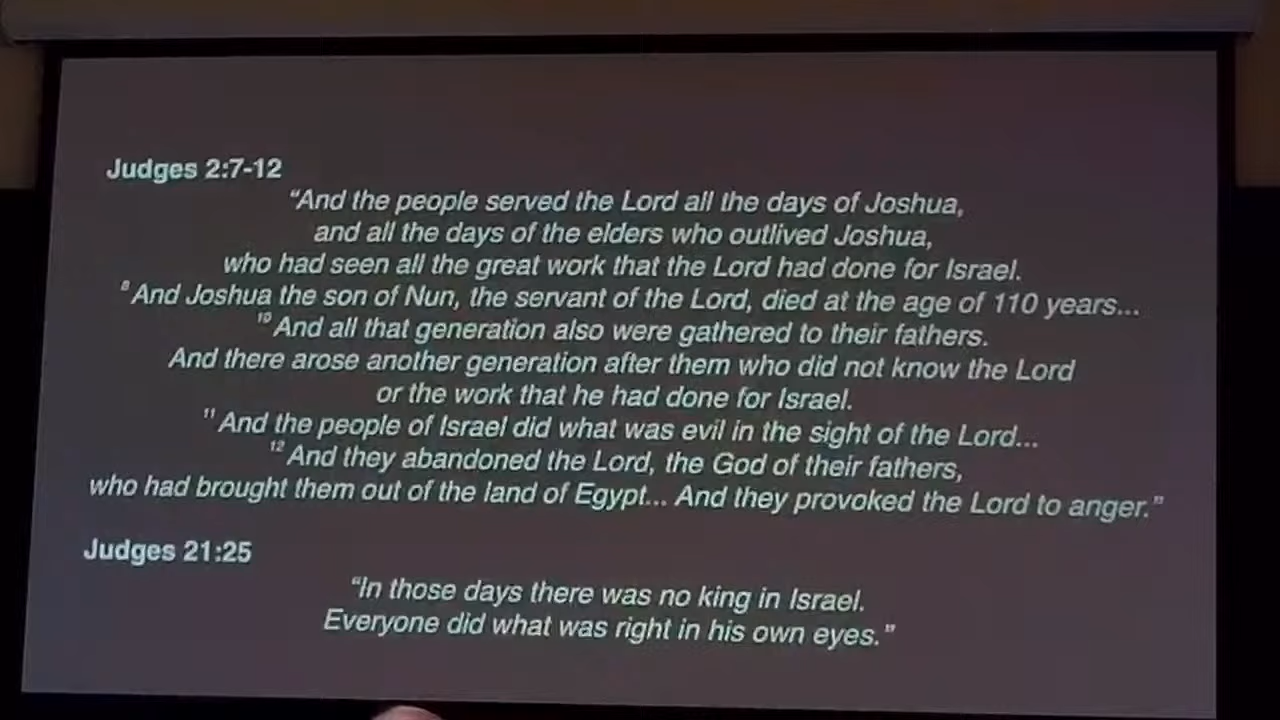 Judges 2:7-12
“And the people served the Lord all the days of Joshua,
and all the days of the elders who outlived Joshua,
who had seen all the great work that the Lord had done for Israel.
⁸ And Joshua the son of Nun, the servant of the Lord, died at the age of 110 years...
¹⁰ And all that generation also were gathered to their fathers.
And there arose another generation after them who did not know the Lord
or the work that he had done for Israel.
¹¹ And the people of Israel did what was evil in the sight of the Lord...
¹² And they abandoned the Lord, the God of their fathers,
who had brought them out of the land of Egypt... And they provoked the Lord to anger.”
Judges 21:25
“In those days there was no king in Israel.
Everyone did what was right in his own eyes.”